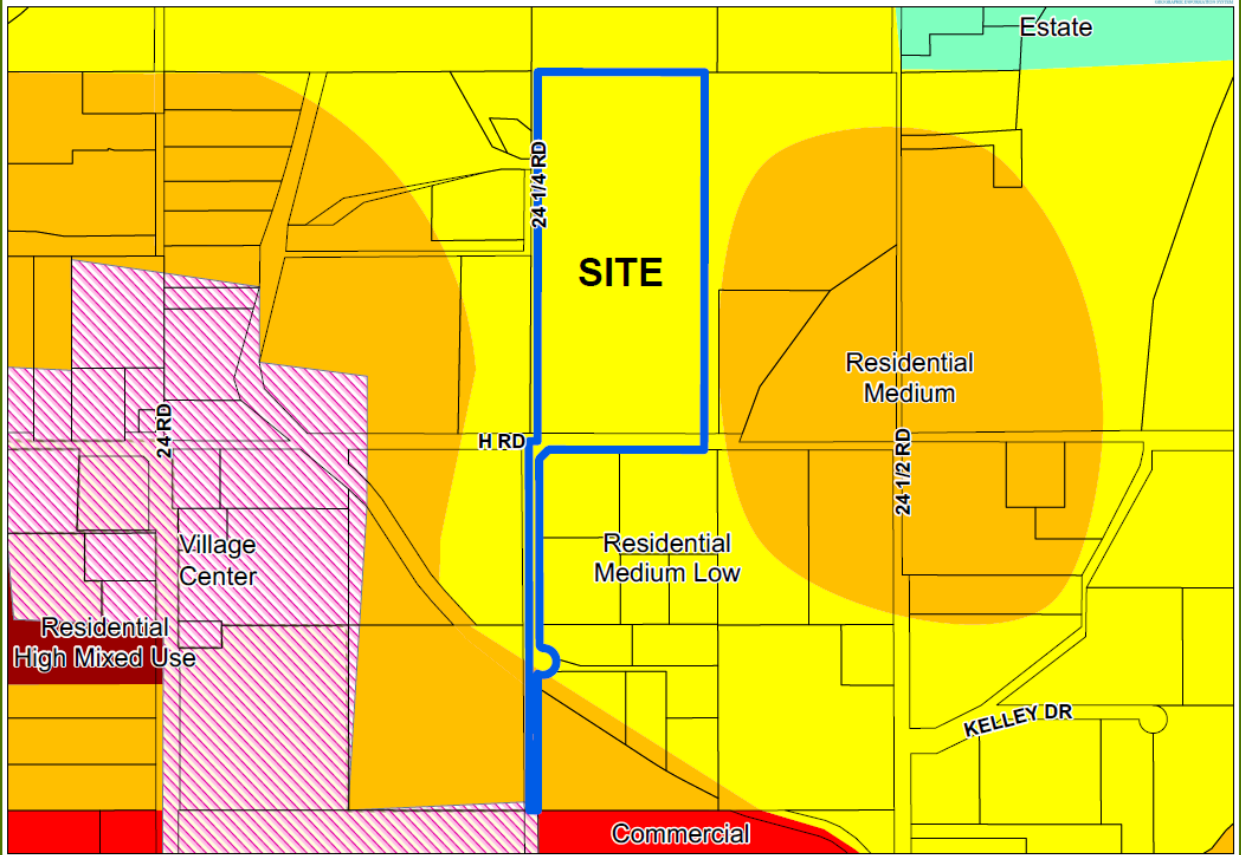 Estate
24 1/4 RD
SITE
Residential
Medium
24 RD
H RD
24 1/2 RD
Village
Center
Residential
Medium Low
Residential
High Mixed Use
KELLEY DR
Commercial